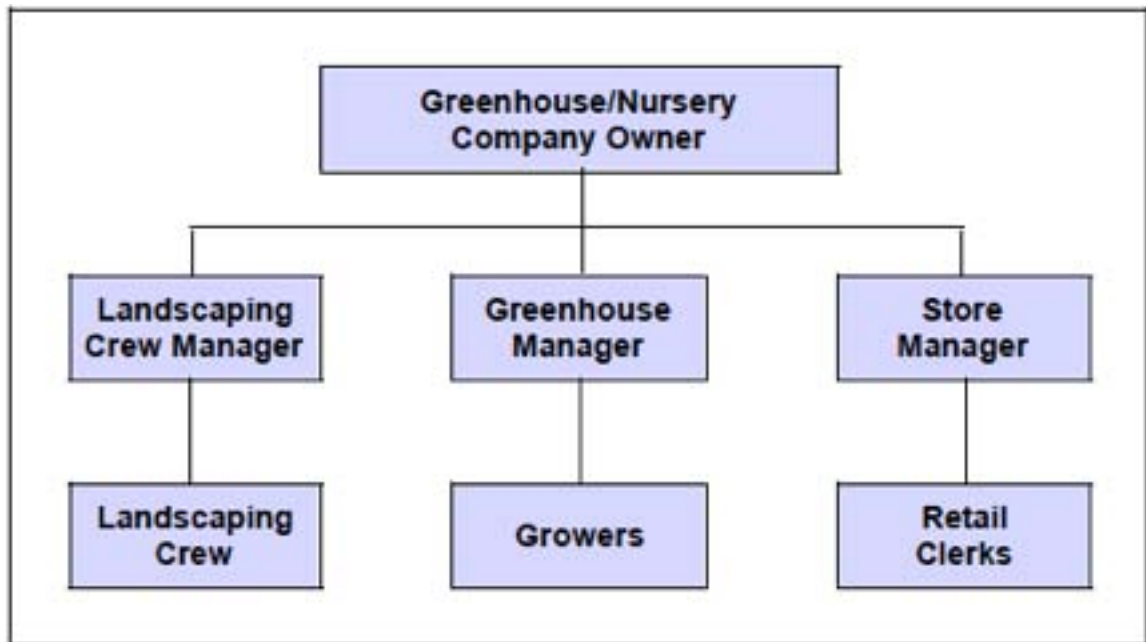 Greenhouse/Nursery
Company Owner
Landscaping
Crew Manager
Greenhouse
Manager
Store
Manager
Landscaping
Crew
Growers
Retail
Clerks